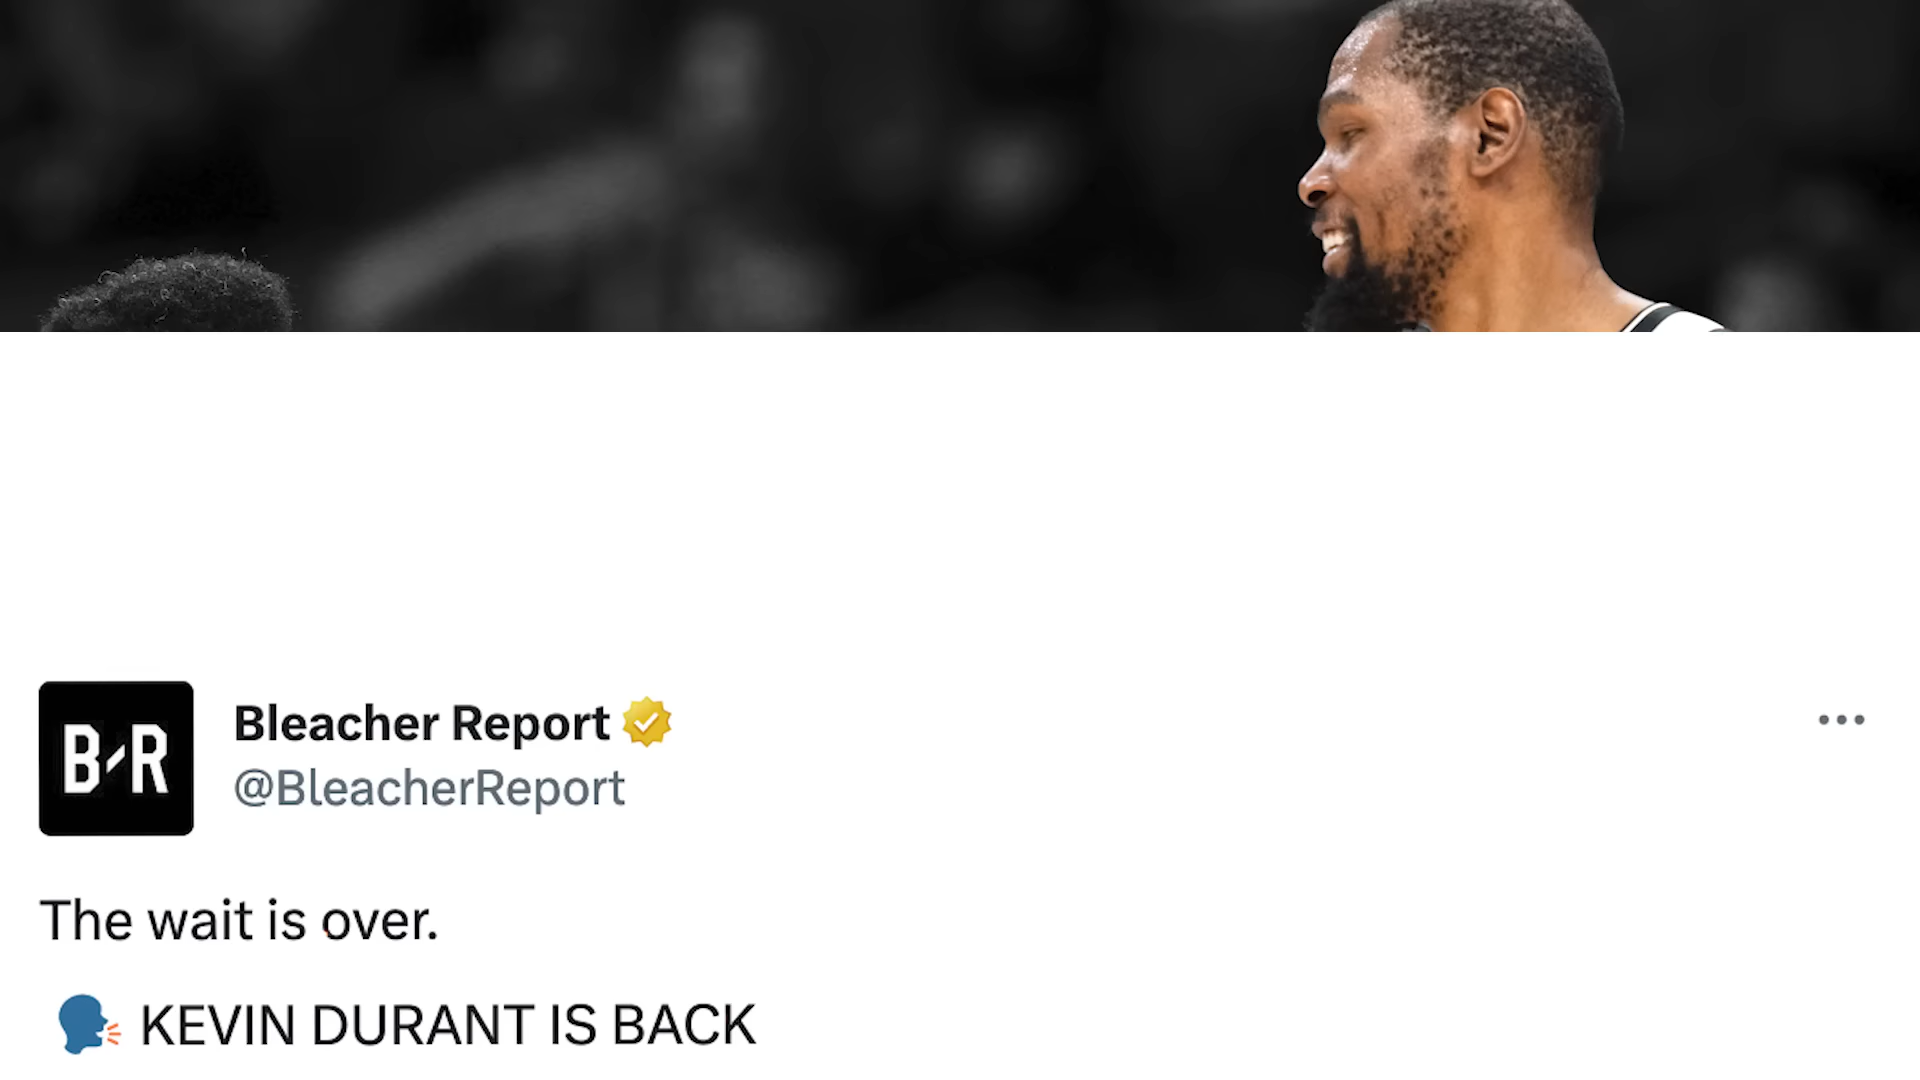 B/R
Bleacher Report
@BleacherReport
The wait is over.
🗣 KEVIN DURANT IS BACK